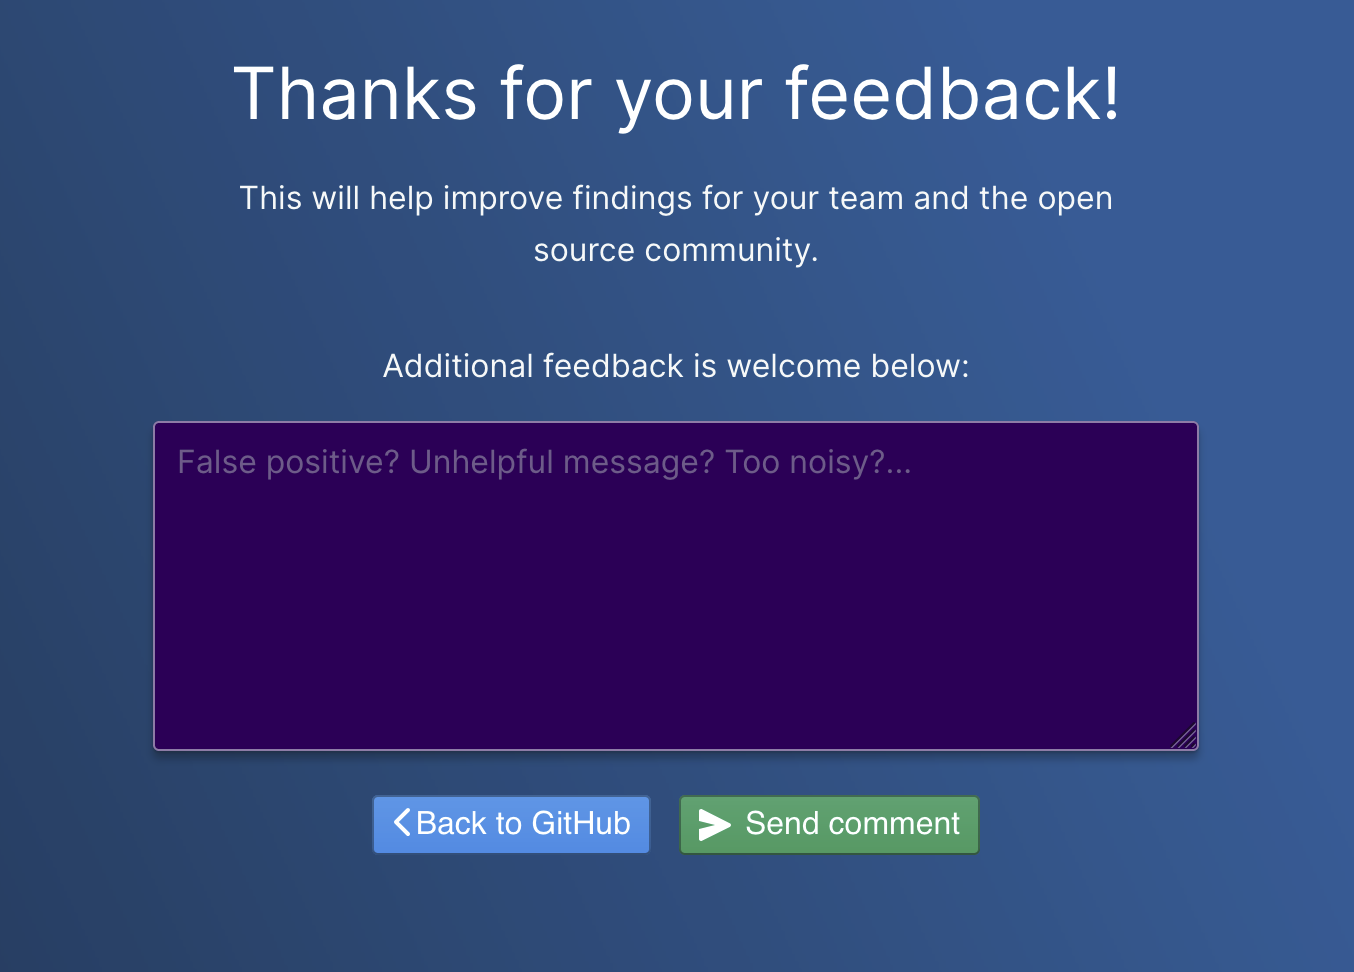 Thanks for your feedback!
This will help improve findings for your team and the open
source community.
Additional feedback is welcome below:
False positive? Unhelpful message? Too noisy?...
Back to GitHub
Send comment